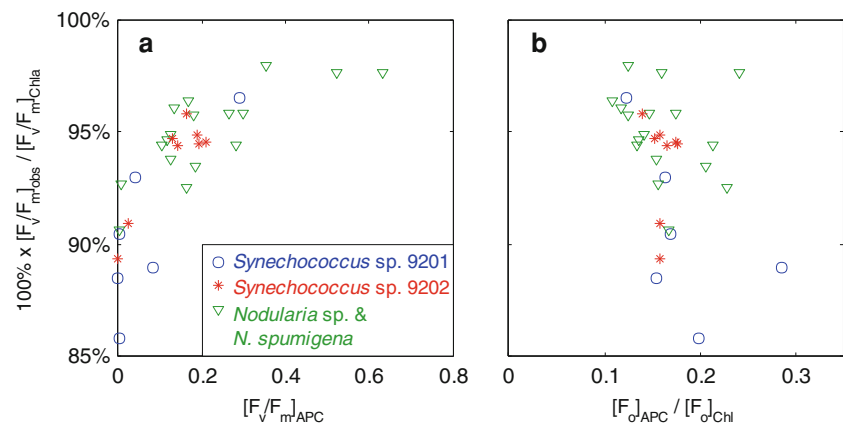 100% x [Fv/Fm]obs / [Fv/Fm]Chla
100%
95%
90%
85%
a
Synechococcus sp. 9201
Synechococcus sp. 9202
Nodularia sp. &
N. spumigena
0
0.2
0.4
0.6
0.8
[Fv/Fm]APC
b
0
0.1
0.2
0.3
[Fo]APC / [Fo]Chl